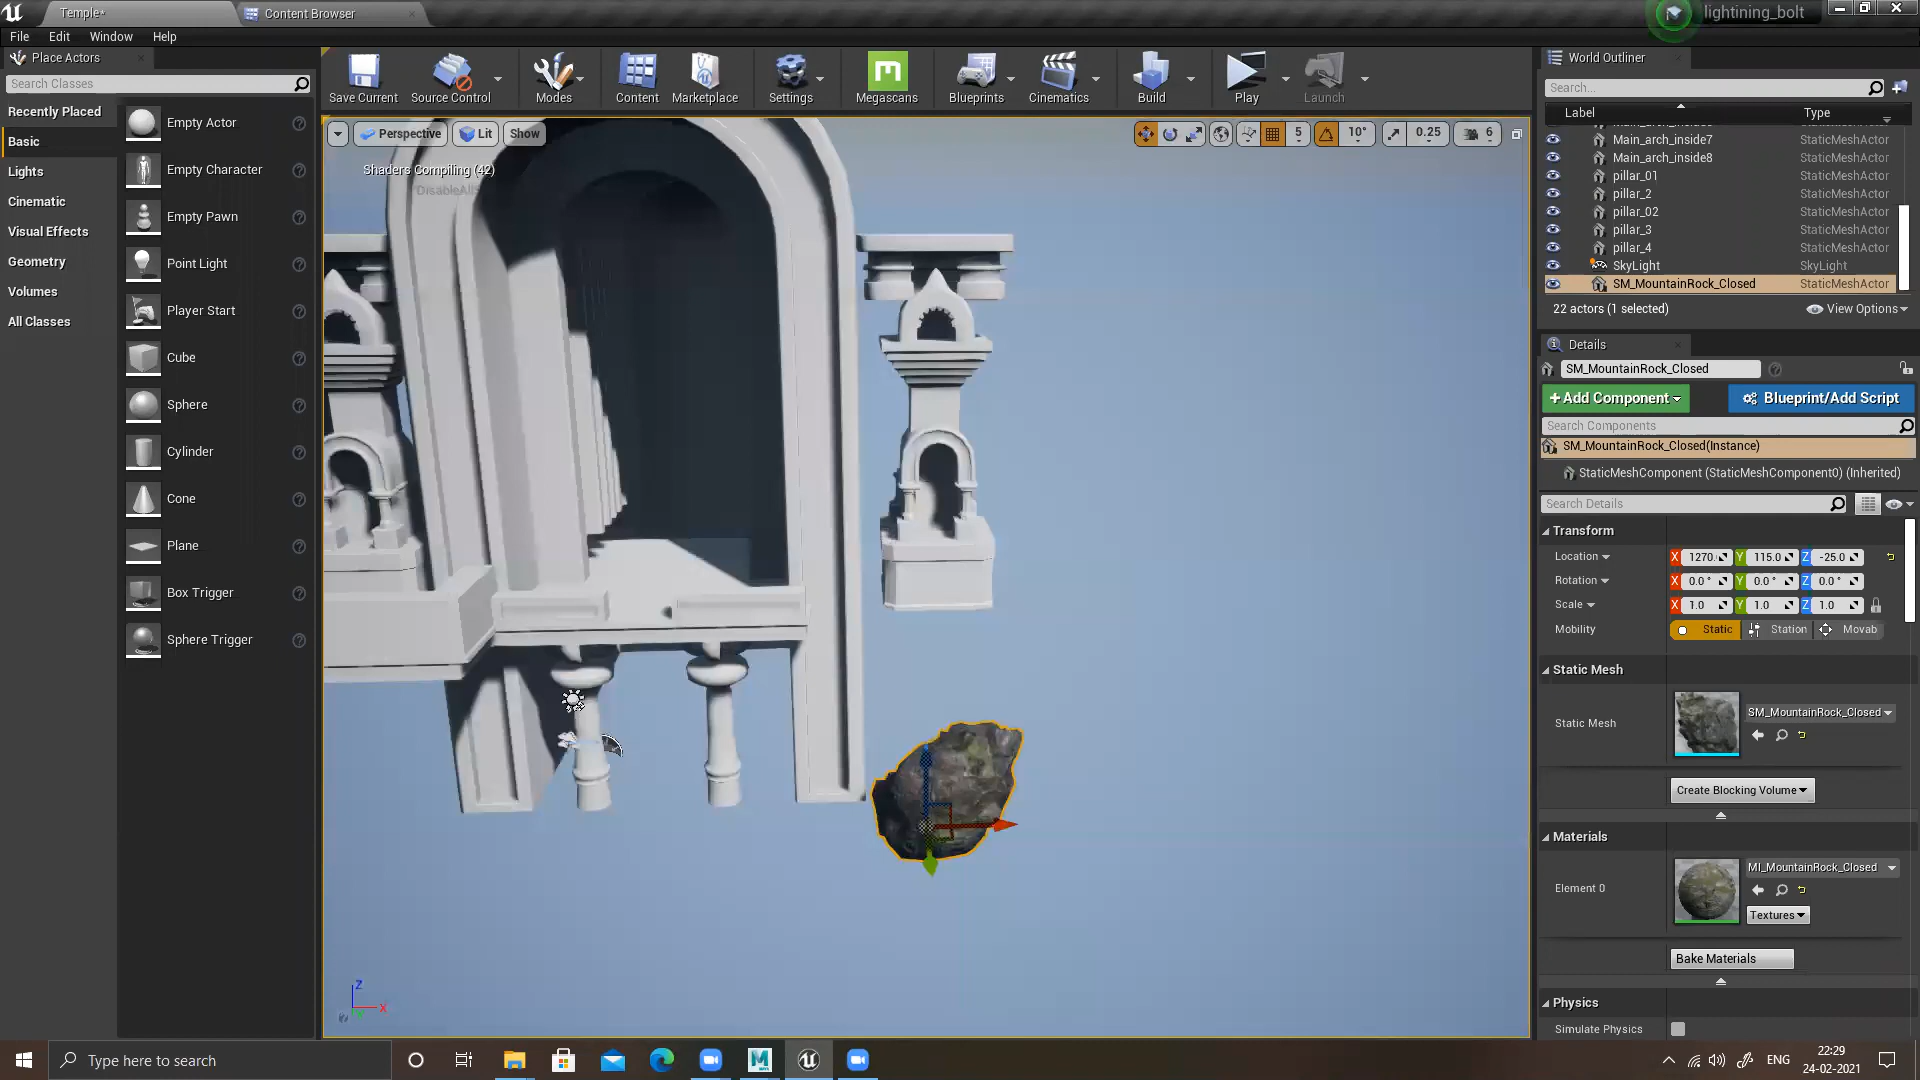 Temple*
Content Browser
lightining_bolt
File
Edit
Window
Help
Place Actors
Search Classes
Recently Placed
Basic
Lights
Cinematic
Visual Effects
Geometry
Volumes
All Classes
Empty Actor
Empty Character
Empty Pawn
Point Light
Player Start
Cube
Sphere
Cylinder
Cone
Plane
Box Trigger
Sphere Trigger
Save Current
Source Control
Modes
Content
Marketplace
Settings
Megascans
Blueprints
Cinematics
Build
Play
Launch
Perspective
Lit
Show
5
10°
0.25
6
Shaders Compiling (42)
World Outliner
Search...
Label
Type
Main_arch_inside7 StaticMeshActor
Main_arch_inside8 StaticMeshActor
pillar_01 StaticMeshActor
pillar_2 StaticMeshActor
pillar_02 StaticMeshActor
pillar_3 StaticMeshActor
pillar_4 StaticMeshActor
SkyLight SkyLight
SM_MountainRock_Closed StaticMeshActor
22 actors (1 selected)
View Options
Details
SM_MountainRock_Closed
+Add Component
Blueprint/Add Script
Search Components
SM_MountainRock_Closed(Instance)
StaticMeshComponent (StaticMeshComponent0) (Inherited)
Search Details
Transform
Location X 1270. Y 115.0 Z -25.0
Rotation X 0.0° Y 0.0° Z 0.0°
Scale X 1.0 Y 1.0 Z 1.0
Mobility Static Station Movab
Static Mesh
Static Mesh
SM_MountainRock_Closed
Create Blocking Volume
Materials
Element 0
MI_MountainRock_Closed
Textures
Bake Materials
Physics
Simulate Physics
Z
X
Type here to search
ENG
22:29
24-02-2021